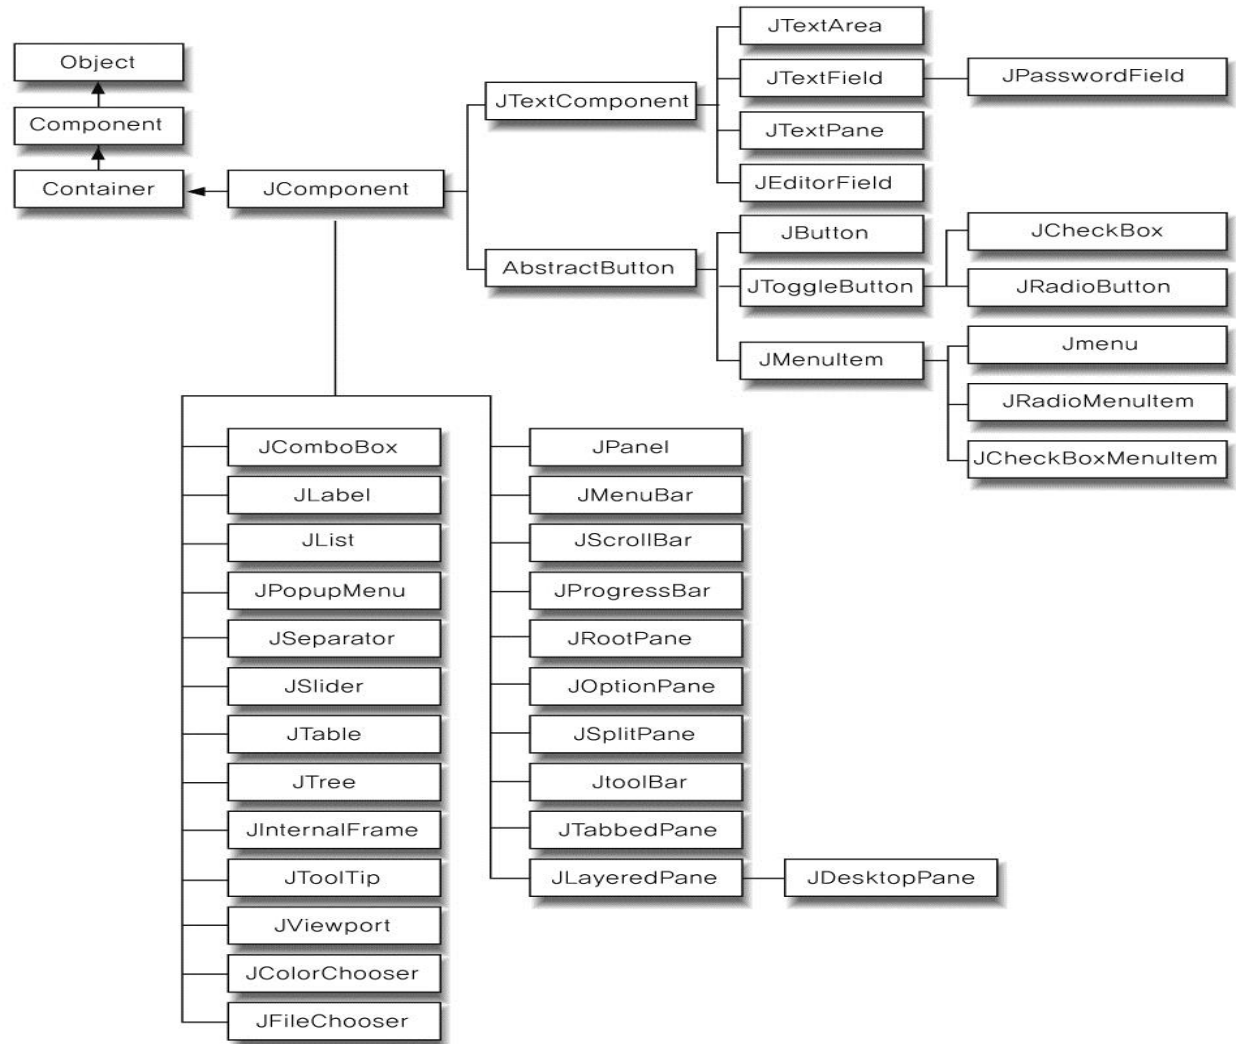 Object
Component
Container
JComponent
JTextComponent
AbstractButton
JTextArea
JTextField
JPasswordField
JTextPane
JEditorField
JButton
JToggleButton
JMenuItem
JCheckBox
JRadioButton
Jmenu
JRadioMenuItem
JCheckBoxMenuItem
JComboBox
JLabel
JList
JPopupMenu
JSeparator
JSlider
JTable
JTree
JInternalFrame
JToolTip
JViewport
JColorChooser
JFileChooser
JPanel
JMenuBar
JScrollBar
JProgressBar
JRootPane
JOptionPane
JSplitPane
JtoolBar
JTabbedPane
JLayeredPane
JDesktopPane